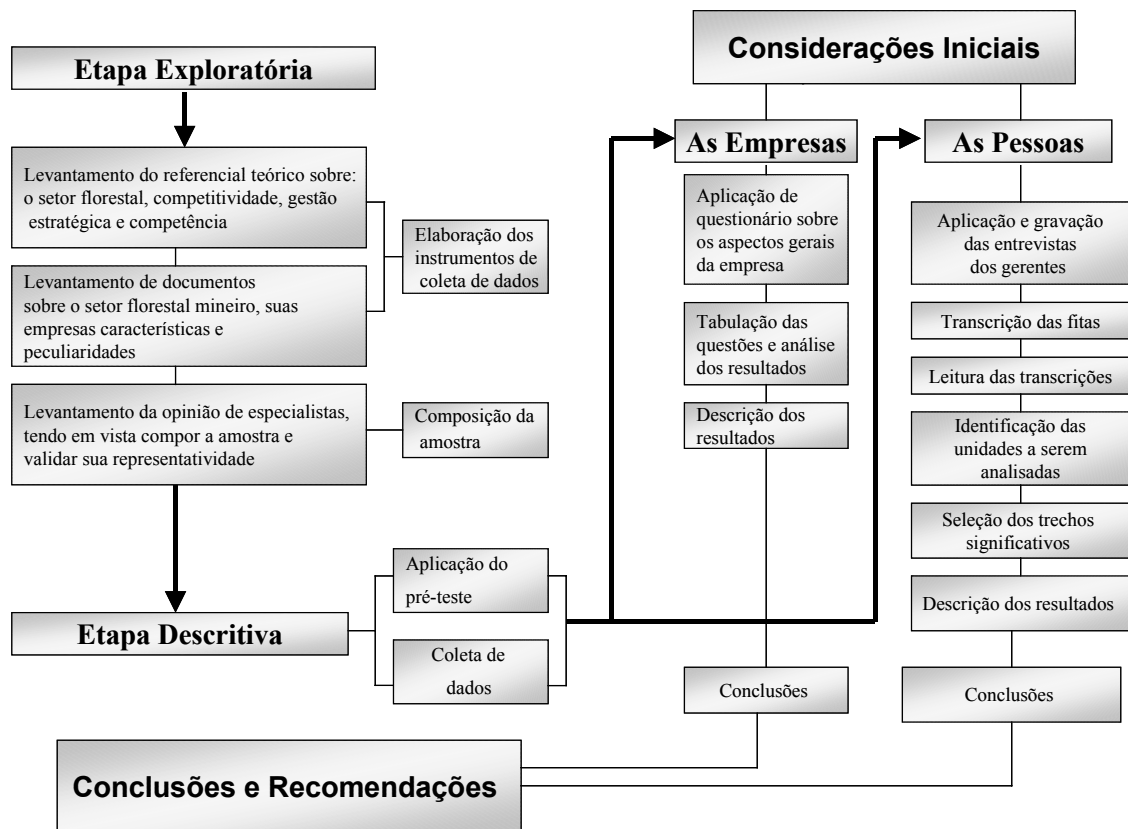 Etapa Exploratória
Levantamento do referencial teórico sobre:
o setor florestal, competitividade, gestão
estratégica e competência
Levantamento de documentos
sobre o setor florestal mineiro, suas
empresas características e
peculiaridades
Levantamento da opinião de especialistas,
tendo em vista compor a amostra e
validar sua representatividade
Elaboração dos
instrumentos de
coleta de dados
Composição da
amostra
Etapa Descritiva
Aplicação do
pré-teste
Coleta de
dados
Considerações Iniciais
As Empresas
Aplicação de
questionário sobre
os aspectos gerais
da empresa
Tabulação das
questões e análise
dos resultados
Descrição dos
resultados
Conclusões
As Pessoas
Aplicação e gravação
das entrevistas
dos gerentes
Transcrição das fitas
Leitura das transcrições
Identificação das
unidades a serem
analisadas
Seleção dos trechos
significativos
Descrição dos resultados
Conclusões
Conclusões e Recomendações